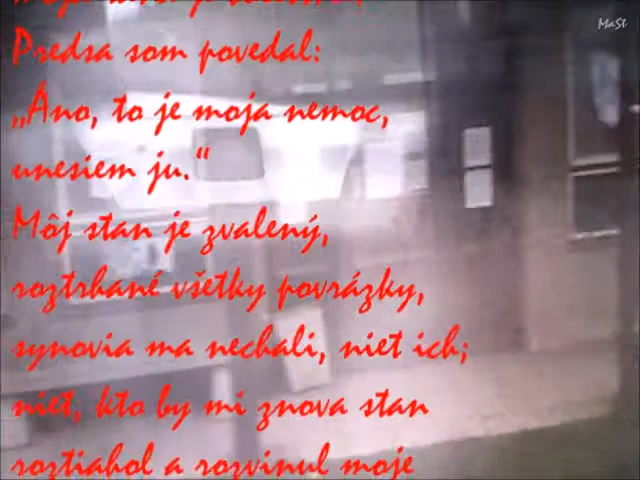 MaSt
Predsa som povedal:
„Áno, to je moja nemoc,
unesiem ju.“
Môj stan je zvalený,
roztrhané všetky povrázky,
synovia ma nechali, niet ich;
niet, kto by mi znova stan
roztiahol a rozvinul moje